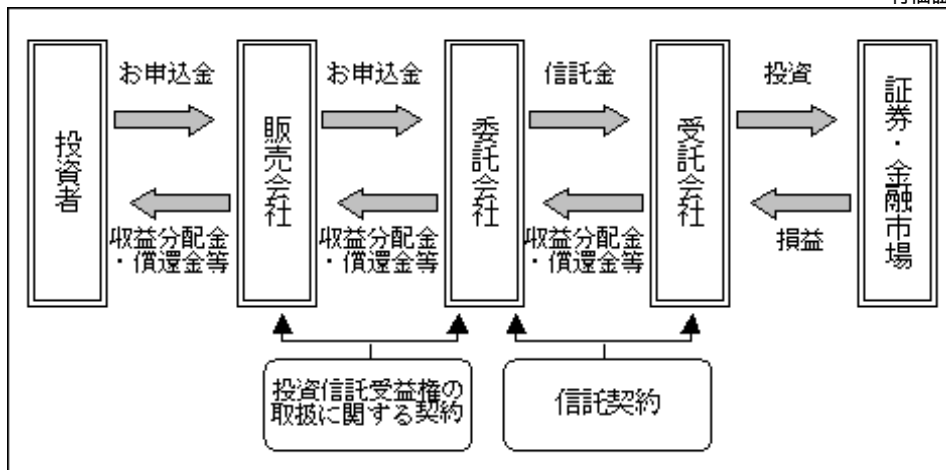 お申込金
お申込金
信託金
投資
投資者
販売会社
委託会社
受託会社
証券・金融市場
収益分配金
・償還金等
収益分配金
・償還金等
収益分配金
・償還金等
損益
投資信託受益権の
取扱に関する契約
信託契約